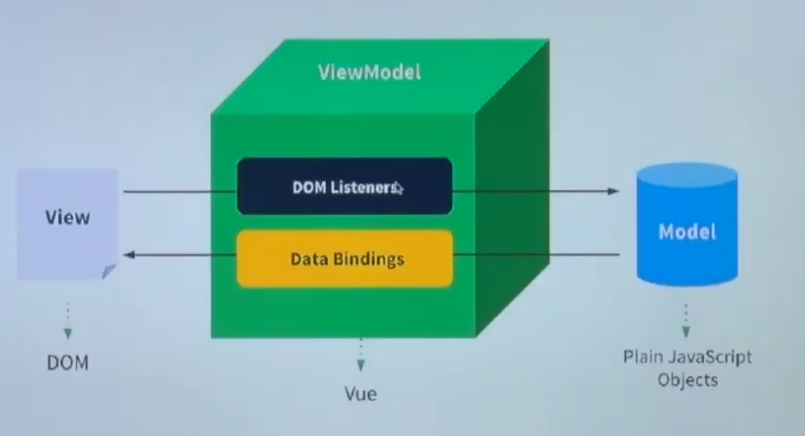 ViewModel
DOM Listeners
View
Model
Data Bindings
DOM
Vue
Plain JavaScript
Objects